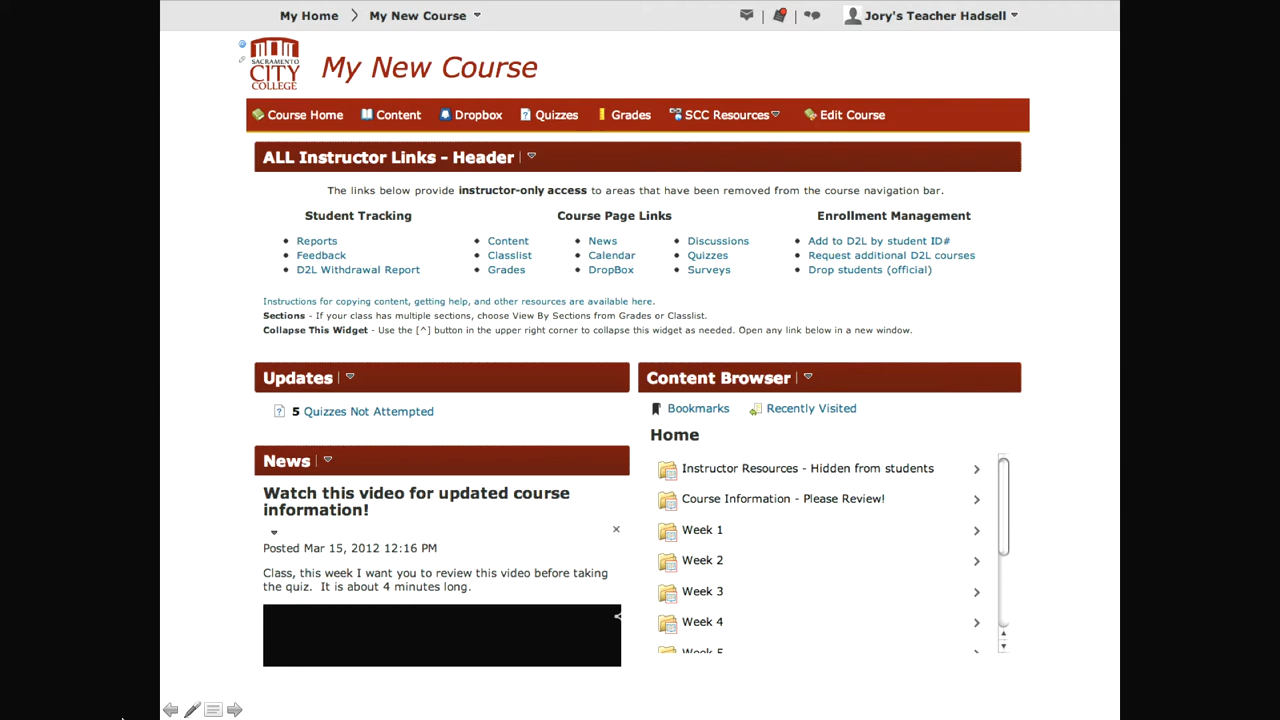 My Home > My New Course
Jory's Teacher Hadsell
SACRAMENTO
CITY
COLLEGE
My New Course
Course Home Content Dropbox Quizzes Grades SCC Resources Edit Course
ALL Instructor Links - Header
The links below provide instructor-only access to areas that have been removed from the course navigation bar.
Student Tracking Course Page Links Enrollment Management
• Reports • Content • News • Discussions • Add to D2L by student ID#
• Feedback • Classlist • Calendar • Quizzes • Request additional D2L courses
• D2L Withdrawal Report • Grades • DropBox • Surveys • Drop students (official)
Instructions for copying content, getting help, and other resources are available here.
Sections - If your class has multiple sections, choose View By Sections from Grades or Classlist.
Collapse This Widget - Use the [^] button in the upper right corner to collapse this widget as needed. Open any link below in a new window.
Updates
5 Quizzes Not Attempted
News
Watch this video for updated course
information!
Posted Mar 15, 2012 12:16 PM
Class, this week I want you to review this video before taking
the quiz. It is about 4 minutes long.
Content Browser
Bookmarks Recently Visited
Home
Instructor Resources - Hidden from students
Course Information - Please Review!
Week 1
Week 2
Week 3
Week 4
Week 5